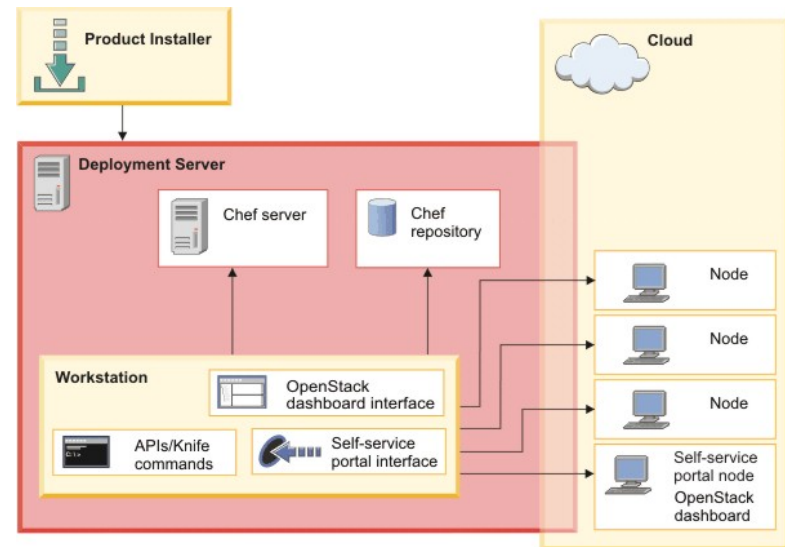 Product Installer
Cloud
Deployment Server
Chef server
Chef
repository
Node
Node
Node
Workstation
OpenStack
dashboard interface
C:\>
APIs/Knife
commands
Self-service
portal interface
Self-service
portal node
OpenStack
dashboard